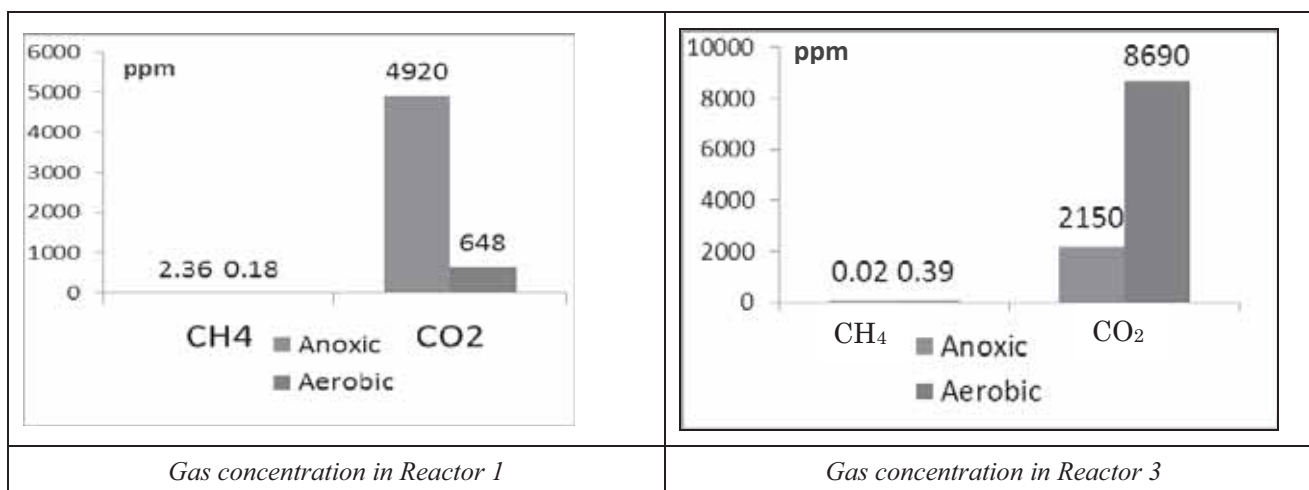 6000
ppm
4920
5000
4000
3000
2000
1000
648
2.36 0.18
0
CH4
CO2
Anoxic
Aerobic
Gas concentration in Reactor 1
10000
ppm
8690
8000
6000
4000
2150
2000
0.02 0.39
0
CH₄
CO₂
Anoxic
Aerobic
Gas concentration in Reactor 3